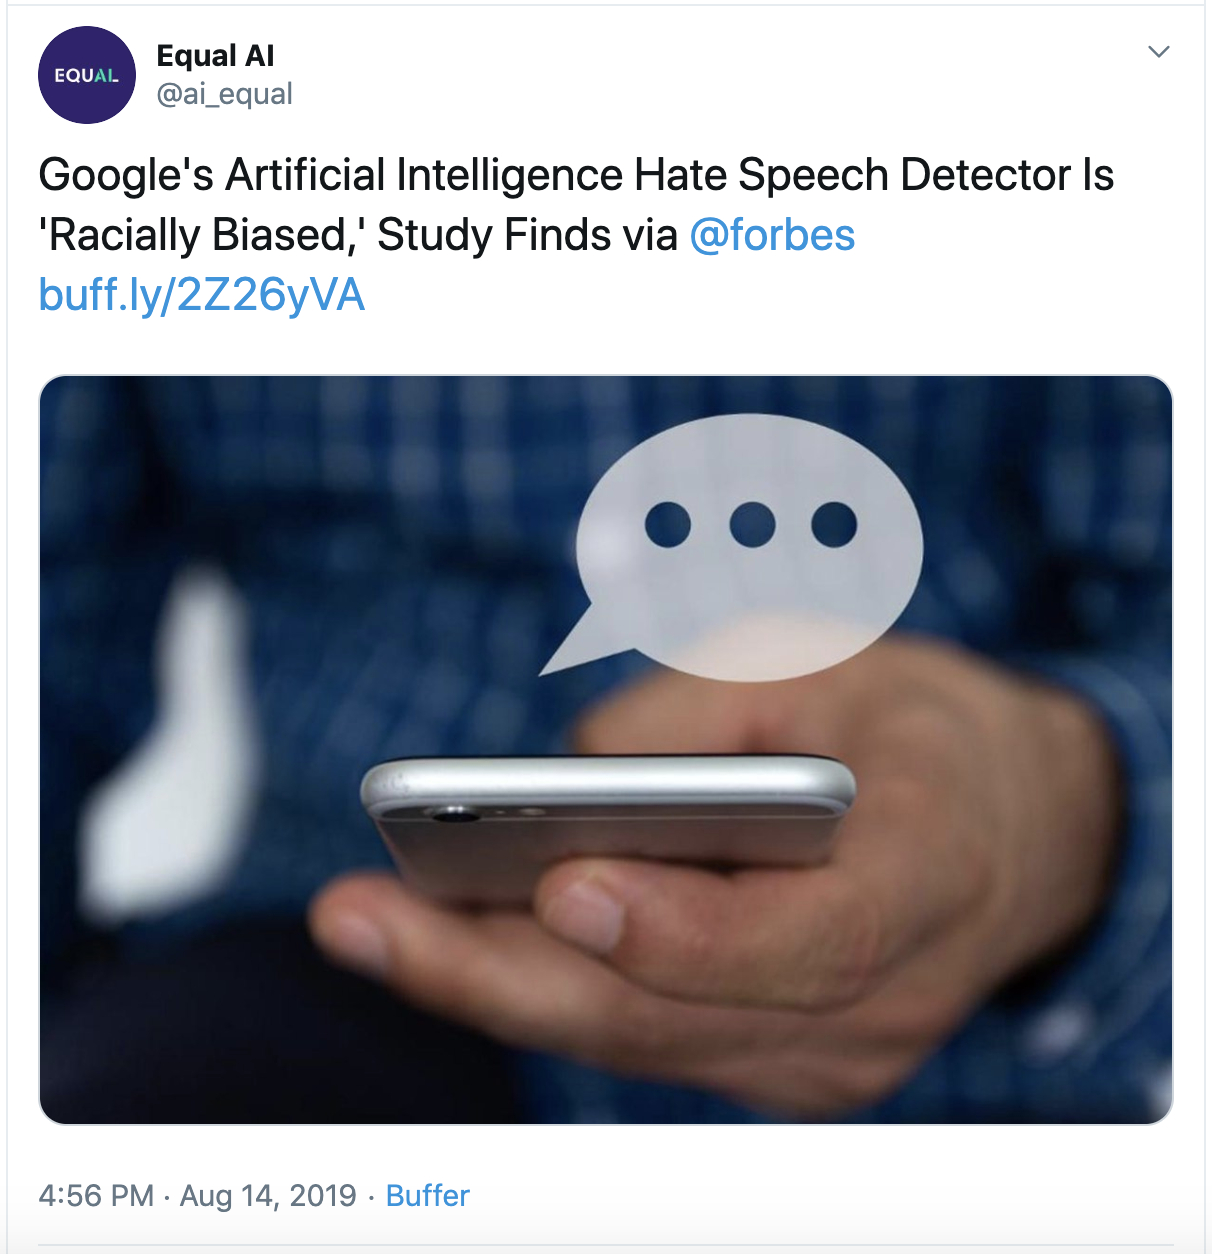 EQUAL
Equal AI
@ai_equal
Google's Artificial Intelligence Hate Speech Detector Is
'Racially Biased,' Study Finds via @forbes
buff.ly/2Z26yVA
4:56 PM · Aug 14, 2019 · Buffer